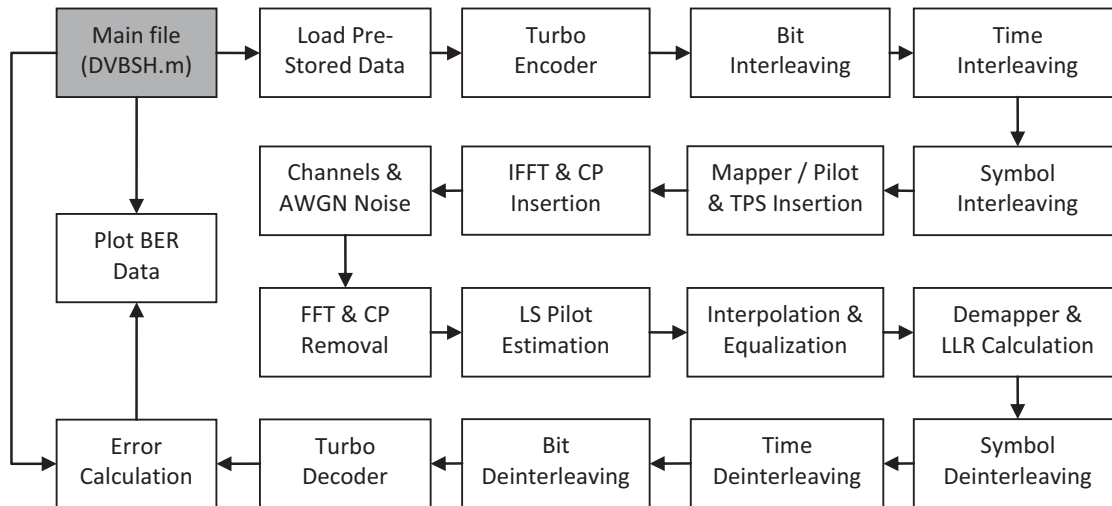 Main file
(DVBSH.m)
Load Pre-
Stored Data
Turbo
Encoder
Bit
Interleaving
Time
Interleaving
Channels &
AWGN Noise
IFFT & CP
Insertion
Mapper / Pilot
& TPS Insertion
Symbol
Interleaving
Plot BER
Data
FFT & CP
Removal
LS Pilot
Estimation
Interpolation &
Equalization
Demapper &
LLR Calculation
Error
Calculation
Turbo
Decoder
Bit
Deinterleaving
Time
Deinterleaving
Symbol
Deinterleaving